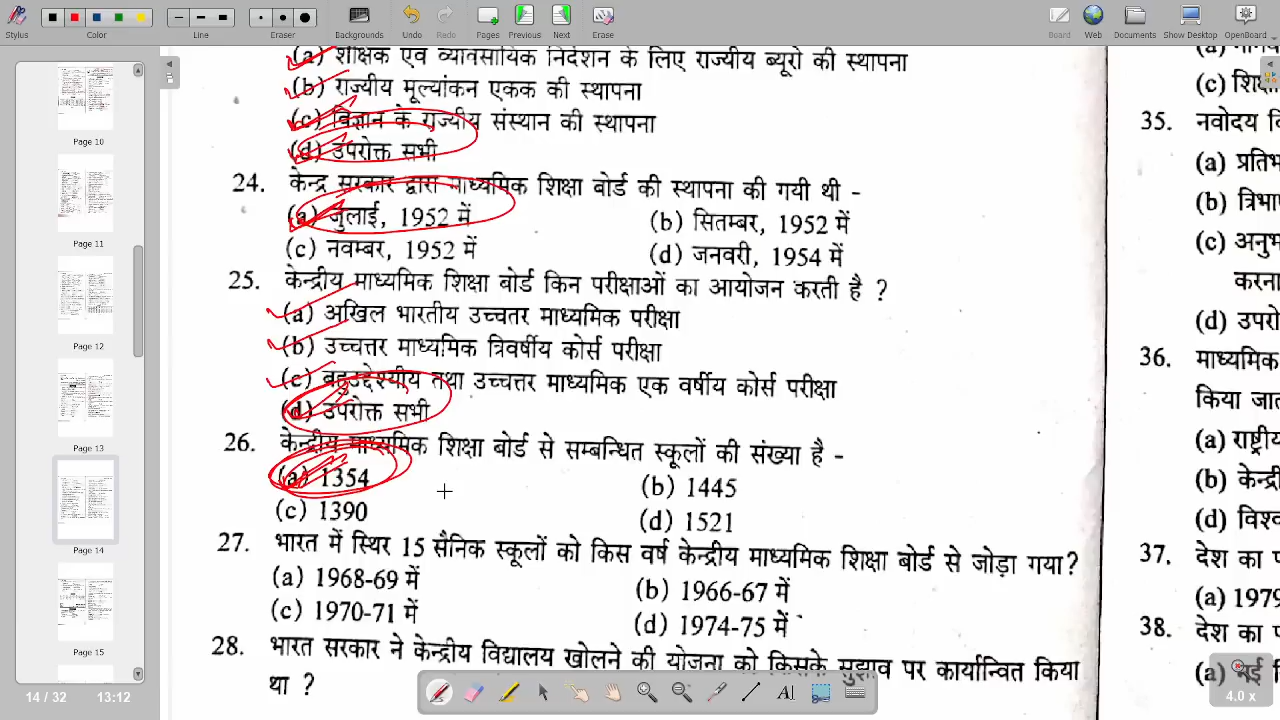 Stylus
Color
Line
Eraser
Backgrounds
Undo
Redo
Pages
Previous
Next
Erase
Board
Web
Documents
Show Desktop
OpenBoard
Page 10
Page 11
Page 12
Page 13
Page 14
Page 15
14 / 32
13:12
(a) शैक्षिक एवं व्यावसायिक निर्देशन के लिए राज्यीय ब्यूरो की स्थापना
(b) राज्यीय मूल्यांकन एकक की स्थापना
(c) विज्ञान के राज्यीय संस्थान की स्थापना
(d) उपरोक्त सभी
24. केन्द्र सरकार द्वारा माध्यमिक शिक्षा बोर्ड की स्थापना की गयी थी -
(a) जुलाई, 1952 में (b) सितम्बर, 1952 में
(c) नवम्बर, 1952 में (d) जनवरी, 1954 में
25. केन्द्रीय माध्यमिक शिक्षा बोर्ड किन परीक्षाओं का आयोजन करती है ?
(a) अखिल भारतीय उच्चतर माध्यमिक परीक्षा
(b) उच्चत्तर माध्यमिक त्रिवर्षीय कोर्स परीक्षा
(c) बहुउद्देश्यीय तथा उच्चत्तर माध्यमिक एक वर्षीय कोर्स परीक्षा
(d) उपरोक्त सभी
26. केन्द्रीय माध्यमिक शिक्षा बोर्ड से सम्बन्धित स्कूलों की संख्या है -
(a) 1354 (b) 1445
(c) 1390 (d) 1521
27. भारत में स्थिर 15 सैनिक स्कूलों को किस वर्ष केन्द्रीय माध्यमिक शिक्षा बोर्ड से जोड़ा गया?
(a) 1968-69 में (b) 1966-67 में
(c) 1970-71 में (d) 1974-75 में
28. भारत सरकार ने केन्द्रीय विद्यालय खोलने की योजना को किसके सुझाव पर कार्यान्वित किया
था ?
(c)
35. नवोदय
(a)
(b)
(c)
करना
(d)
36. माध्यमिक
किया
(a)
(b)
(d)
37. देश का
(a) 1979
38. देश का
(a) नई
4.0 x